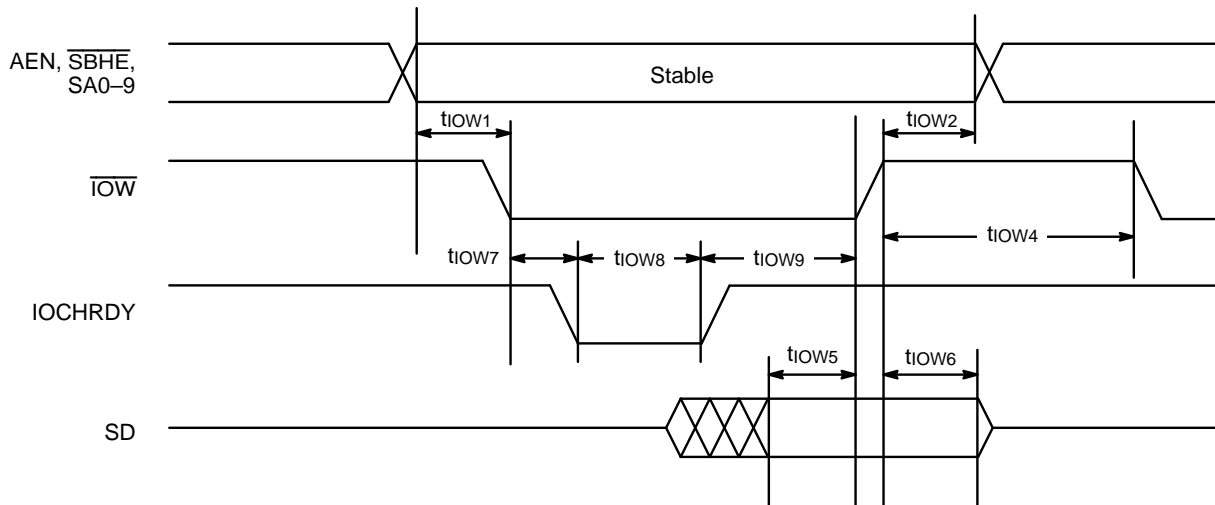 AEN, SBHE,
SA0–9
Stable
tIOW1
tIOW2
IOW
tIOW7
tIOW8
tIOW9
tIOW4
IOCHRDY
tIOW5
tIOW6
SD